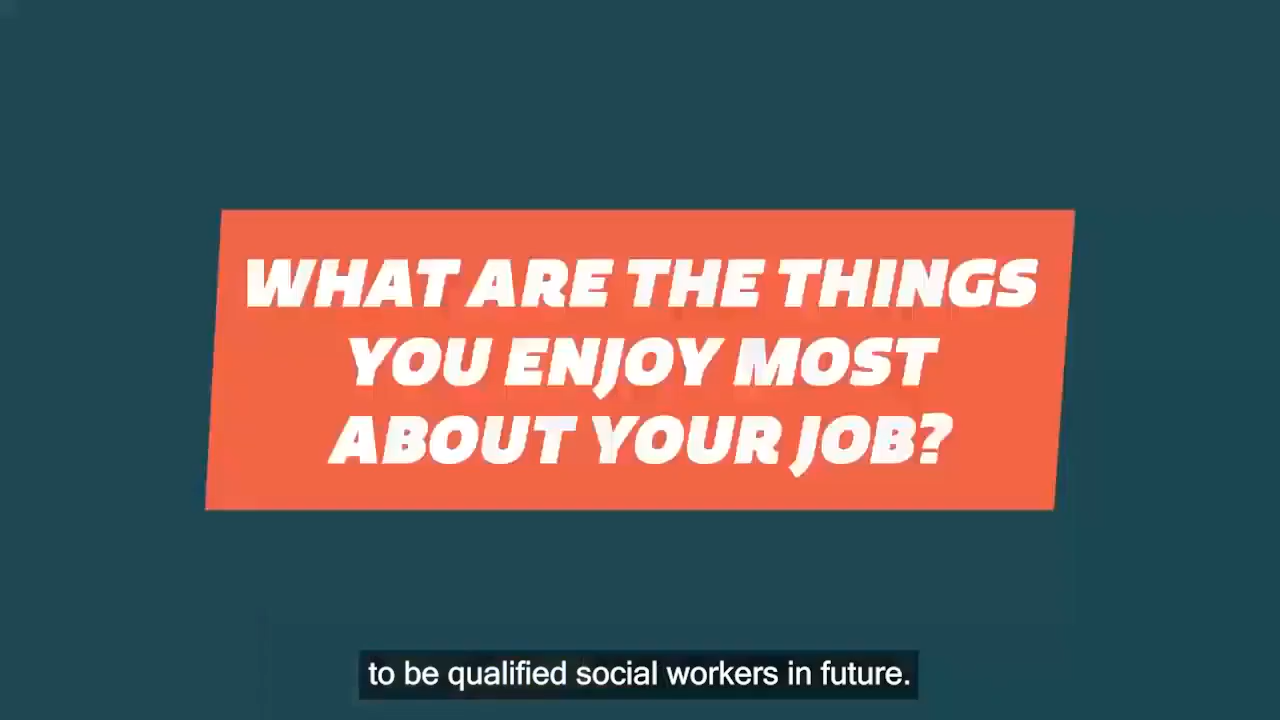 WHAT ARE THE THINGS
YOU ENJOY MOST
ABOUT YOUR JOB?
to be qualified social workers in future.